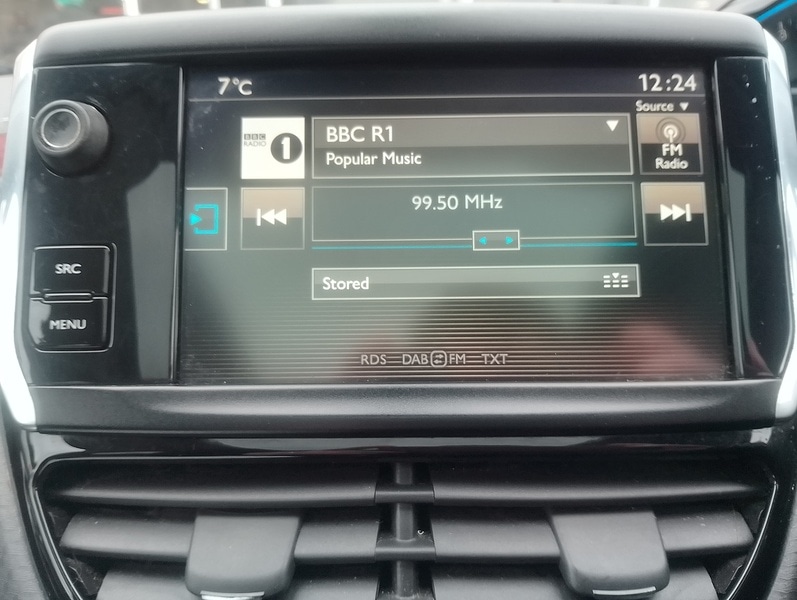 7°C
12:24
Source
BBC
RADIO 1
BBC R1
Popular Music
FM
Radio
99.50 MHz
SRC
Stored
MENU
RDS DAB FM TXT